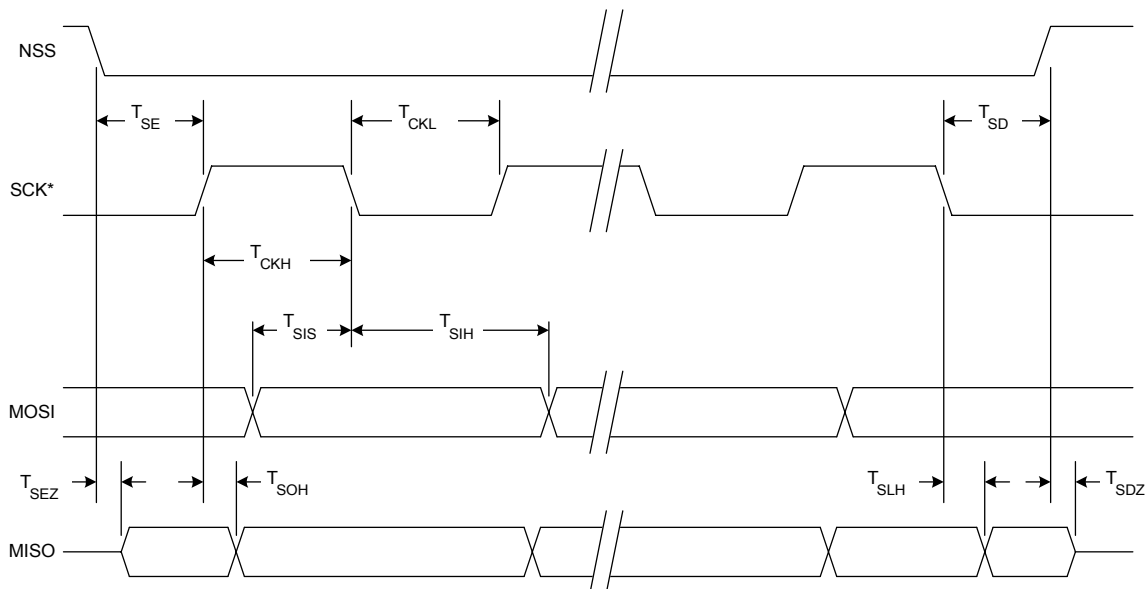 NSS
T_SE
T_CKL
T_SD
SCK*
T_CKH
T_SIS
T_SIH
MOSI
T_SEZ
T_SOH
T_SLH
T_SDZ
MISO